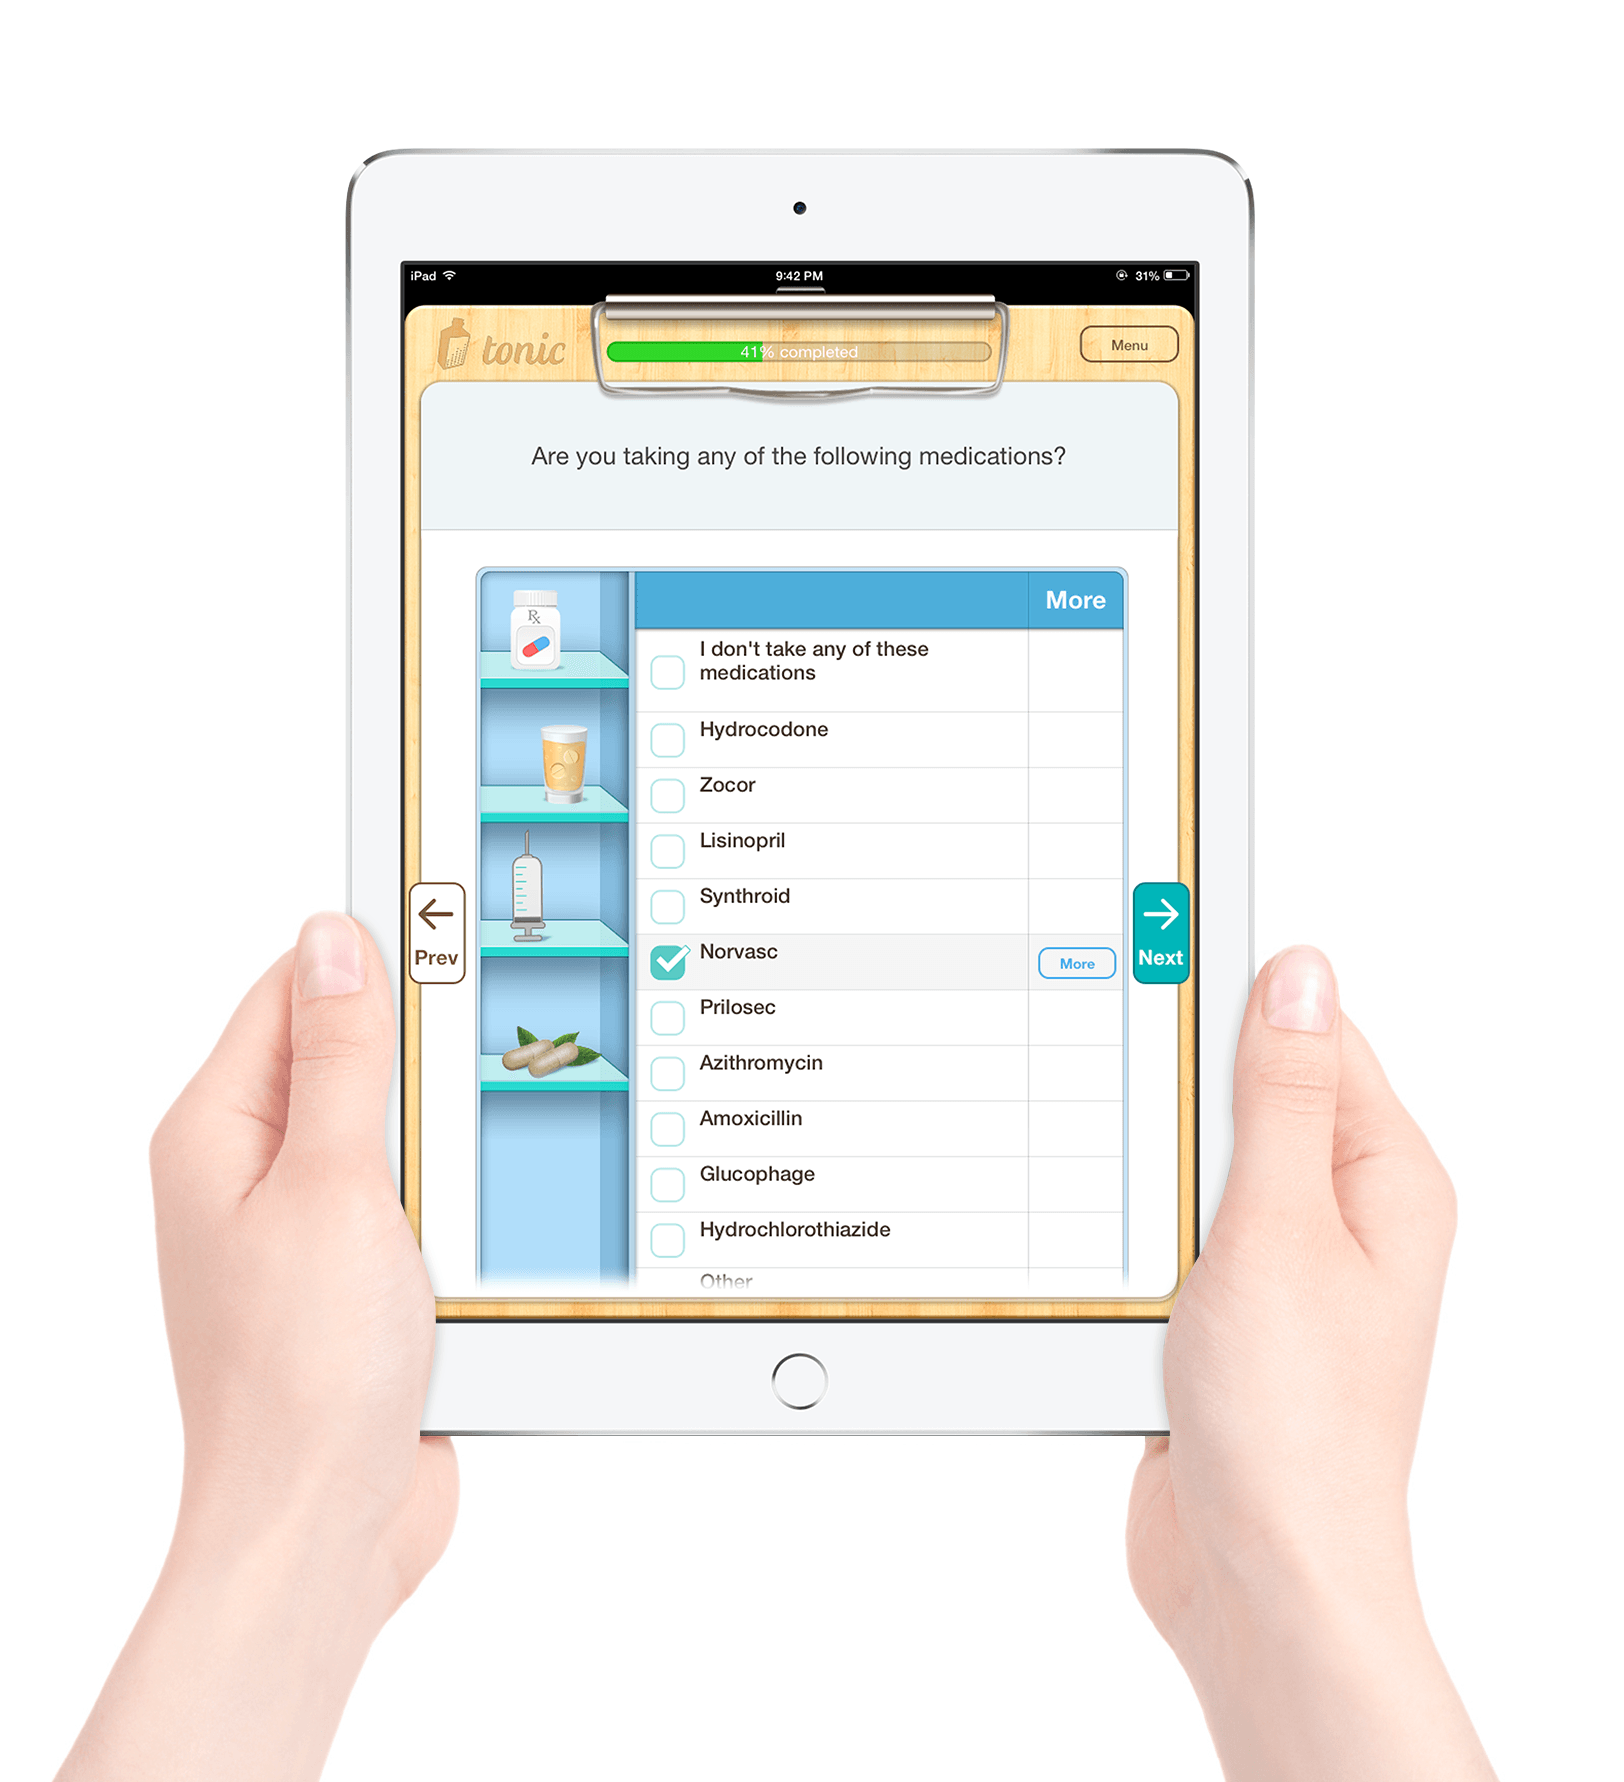 iPad
9:42 PM
31%
tonic
41% completed
Menu
Are you taking any of the following medications?
More
Rx
I don't take any of these
medications
Hydrocodone
Zocor
Lisinopril
Synthroid
Norvasc
More
Prev
Next
Prilosec
Azithromycin
Amoxicillin
Glucophage
Hydrochlorothiazide
Other